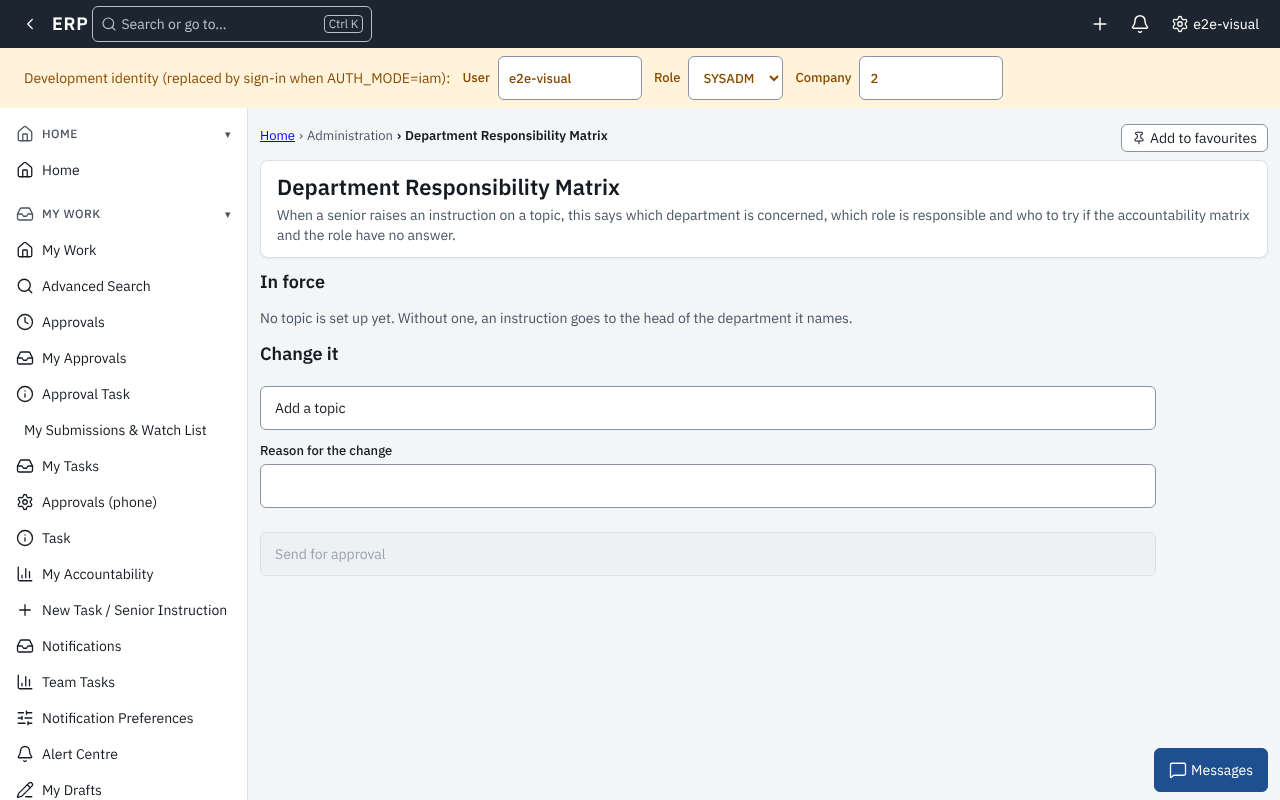 ERP
Search or go to...
Ctrl K
e2e-visual
Development identity (replaced by sign-in when AUTH_MODE=iam):
User
e2e-visual
Role
SYSADM
Company
2
HOME
Home
MY WORK
My Work
Advanced Search
Approvals
My Approvals
Approval Task
My Submissions & Watch List
My Tasks
Approvals (phone)
Task
My Accountability
New Task / Senior Instruction
Notifications
Team Tasks
Notification Preferences
Alert Centre
My Drafts
Home › Administration › Department Responsibility Matrix
Add to favourites
Department Responsibility Matrix
When a senior raises an instruction on a topic, this says which department is concerned, which role is responsible and who to try if the accountability matrix
and the role have no answer.
In force
No topic is set up yet. Without one, an instruction goes to the head of the department it names.
Change it
Add a topic
Reason for the change
Send for approval
Messages